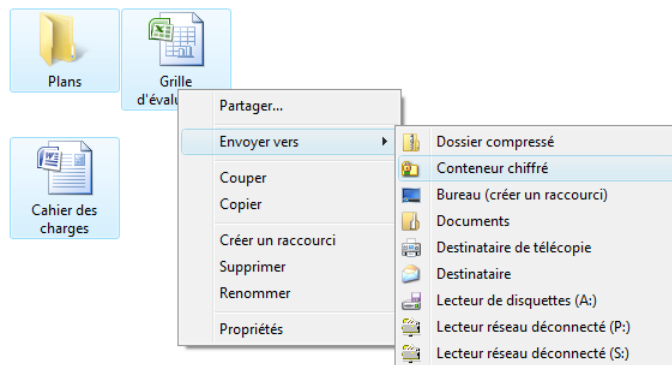 Plans
Grille
d'évalu
Cahier des
charges
Partager...
Envoyer vers
Couper
Copier
Créer un raccourci
Supprimer
Renommer
Propriétés
Dossier compressé
Conteneur chiffré
Bureau (créer un raccourci)
Documents
Destinataire de télécopie
Destinataire
Lecteur de disquettes (A:)
Lecteur réseau déconnecté (P:)
Lecteur réseau déconnecté (S:)